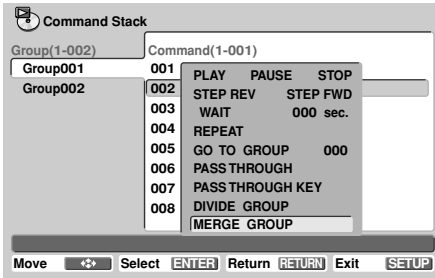 Command Stack
Group(1-002) Command(1-001)
Group001
Group002
001
002
003
004
005
006
007
008
PLAY PAUSE STOP
STEP REV STEP FWD
WAIT 000 sec.
REPEAT
GO TO GROUP 000
PASS THROUGH
PASS THROUGH KEY
DIVIDE GROUP
MERGE GROUP
Move Select ENTER Return RETURN Exit SETUP